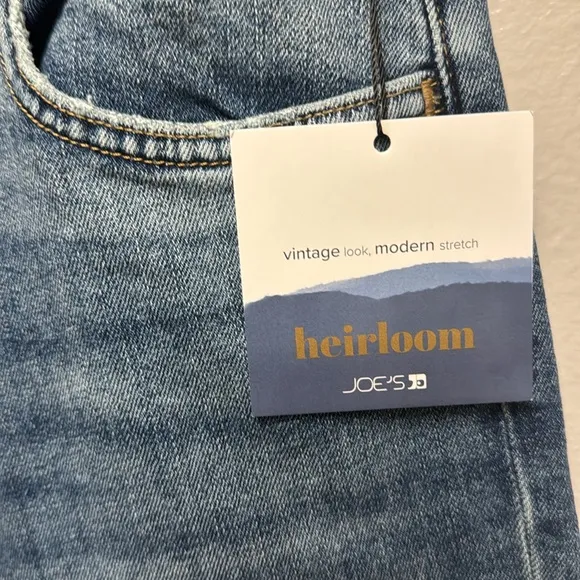 vintage look, modern stretch
heirloom
JOE'S